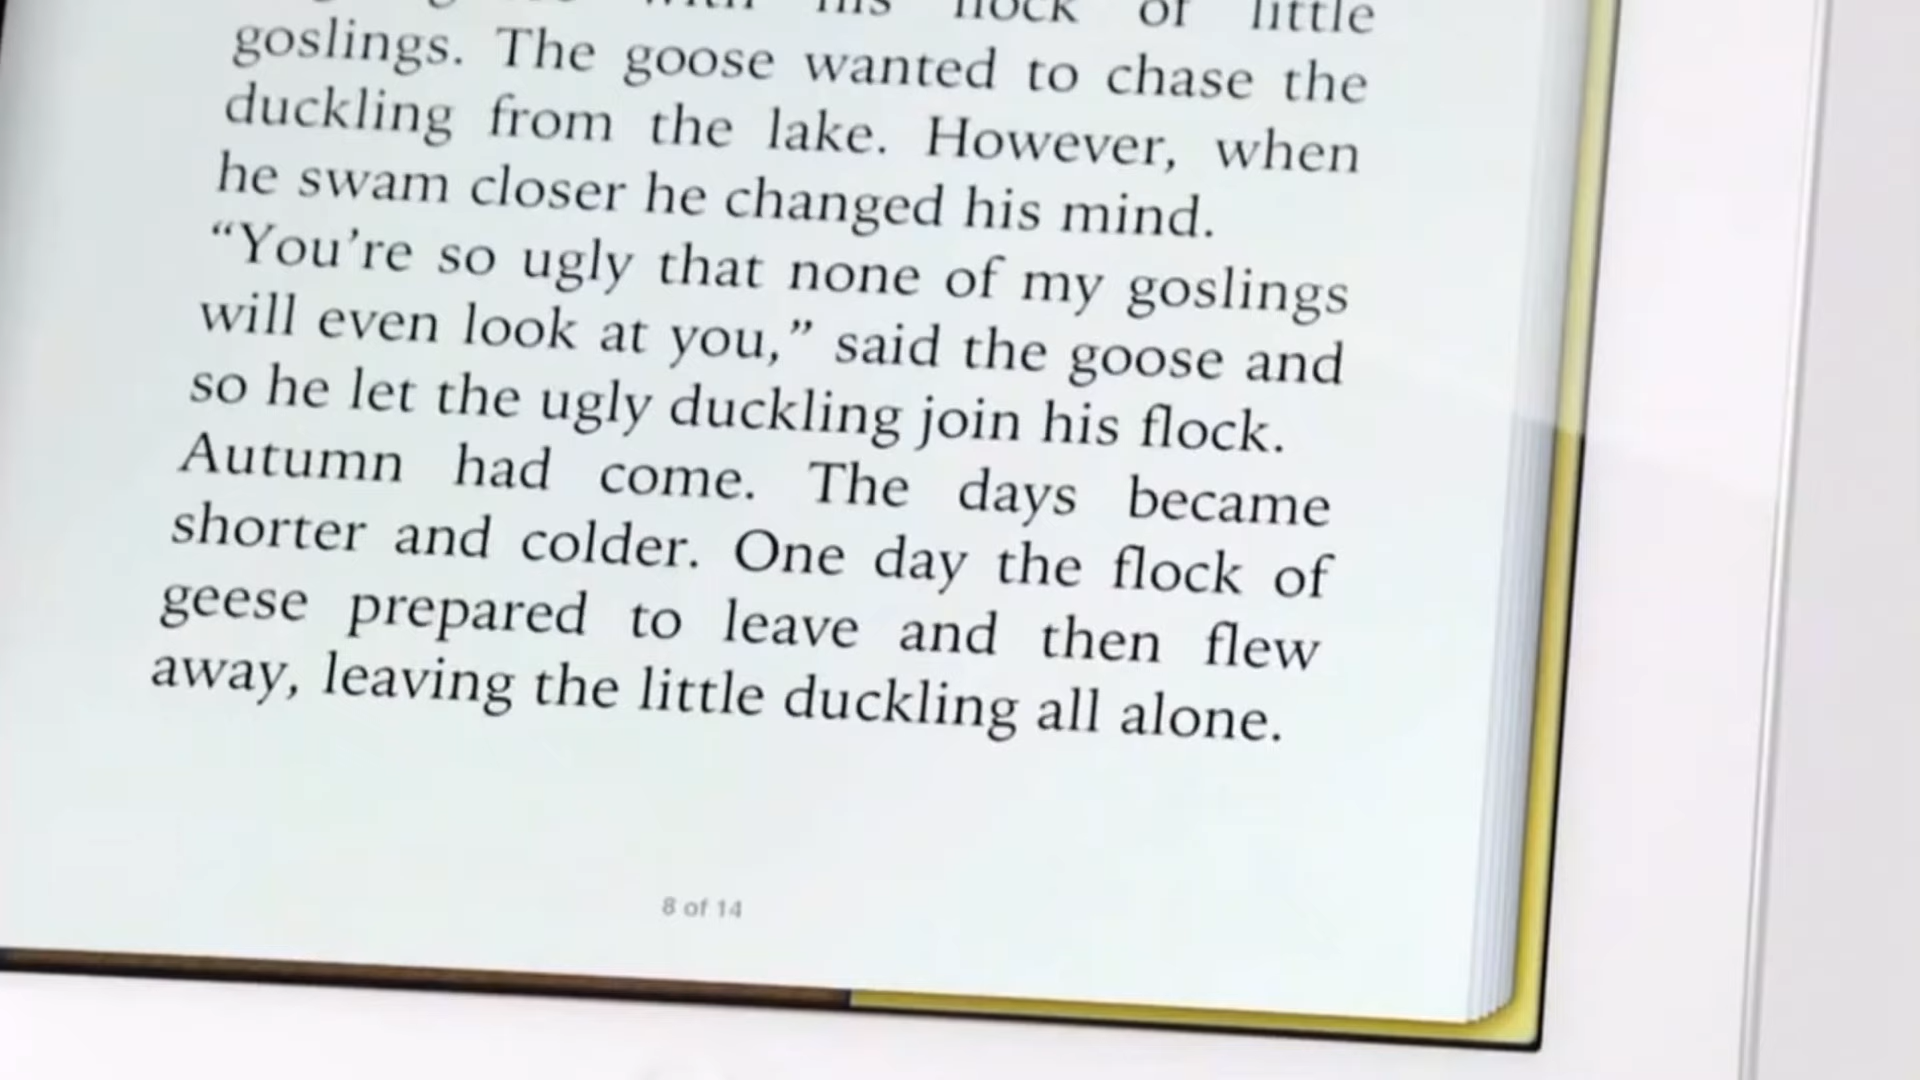 his flock of little
goslings. The goose wanted to chase the
duckling from the lake. However, when
he swam closer he changed his mind.
“You’re so ugly that none of my goslings
will even look at you,” said the goose and
so he let the ugly duckling join his flock.
Autumn had come. The days became
shorter and colder. One day the flock of
geese prepared to leave and then flew
away, leaving the little duckling all alone.
8 of 14